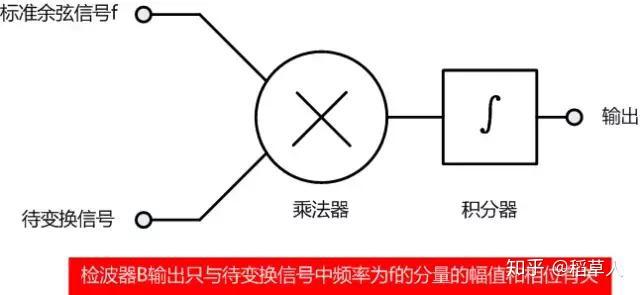 标准余弦信号f
待变换信号
乘法器
∫
积分器
输出
检波器B输出只与待变换信号中频率为f的分量的幅值和相位有关
知乎 @稻草人